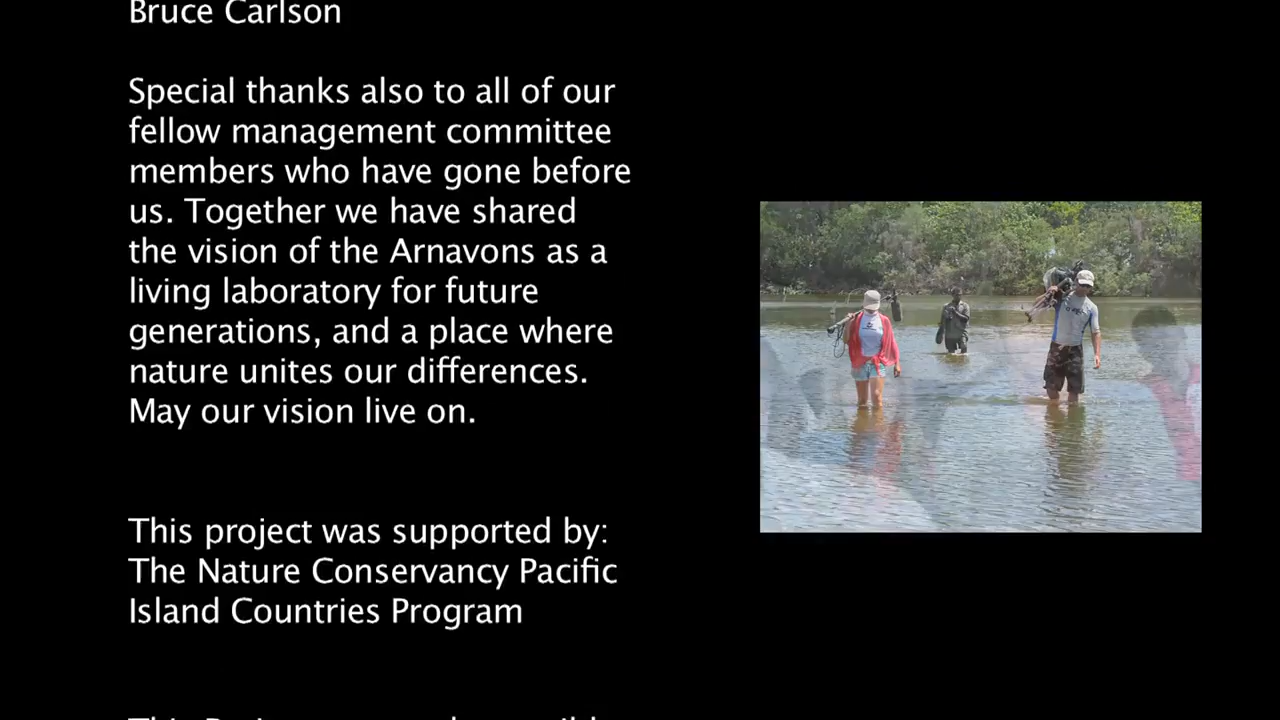 Bruce Carlson
Special thanks also to all of our
fellow management committee
members who have gone before
us. Together we have shared
the vision of the Arnavons as a
living laboratory for future
generations, and a place where
nature unites our differences.
May our vision live on.
This project was supported by:
The Nature Conservancy Pacific
Island Countries Program